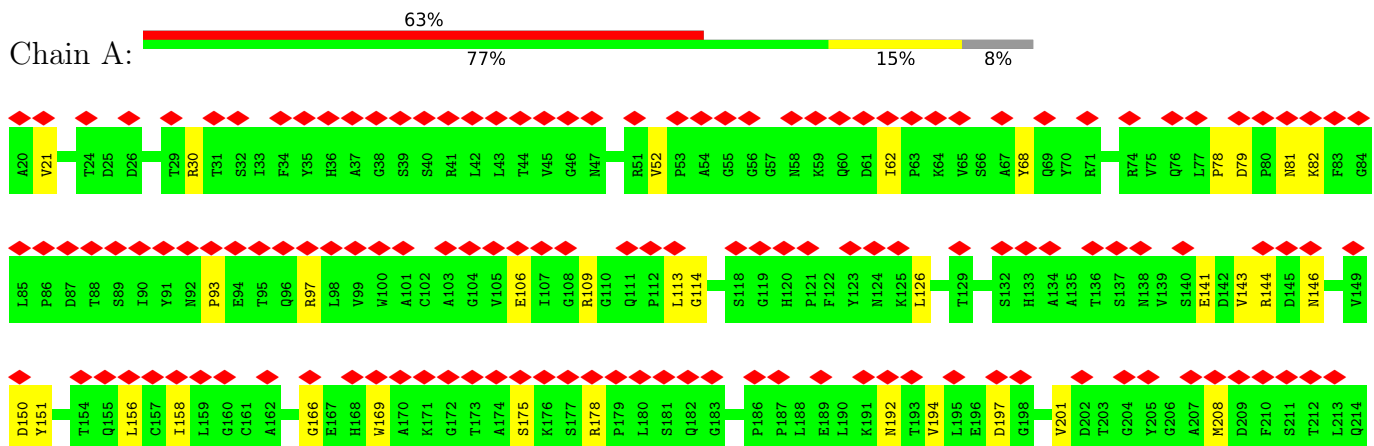 63%
Chain A:
77% 15% 8%
A20 V21 T24 D25 D26 T29 R30 T31 S32 I33 F34 Y35 H36 A37 G38 S39 S40 R41 L42 L43 T44 V45 G46 N47 R51 V52 P53 A54 G55 G56 G57 N58 K59 Q60 D61 I62 P63 K64 V65 S66 A67 Y68 Q69 Y70 R71 R74 V75 Q76 L77 P78 D79 P80 N81 K82 F83 G84
L85 P86 D87 T88 S89 I90 Y91 N92 P93 E94 T95 Q96 R97 L98 V99 W100 A101 C102 A103 G104 V105 E106 I107 G108 R109 G110 Q111 P112 L113 G114 S118 G119 H120 P121 F122 Y123 N124 K125 L126 T129 S132 H133 A134 A135 T136 S137 N138 V139 S140 E141 D142 V143 R144 D145 N146 V149
D150 Y151 T154 Q155 L156 C157 I158 L159 G160 C161 A162 G166 E167 H168 W169 A170 K171 G172 T173 A174 S175 K176 S177 R178 P179 L180 S181 Q182 G183 P186 P187 L188 E189 L190 K191 N192 T193 V194 L195 E196 D197 G198 V201 D202 T203 G204 Y205 G206 A207 M208 D209 F210 S211 T212 L213 Q214